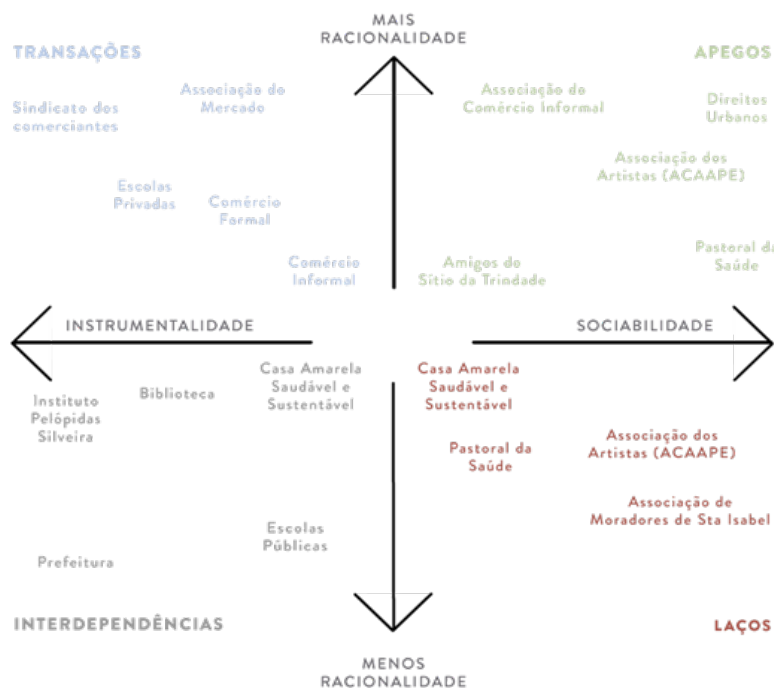 MAIS
RACIONALIDADE
TRANSAÇÕES
APEGOS
Associação do
Mercado
Sindicato dos
comerciantes
Associação do
Comércio Informal
Direitos
Urbanos
Escolas
Privadas
Comércio
Formal
Associação dos
Artistas (ACAAPE)
Comércio
Informal
Amigos do
Sítio da Trindade
Pastoral da
Saúde
INSTRUMENTALIDADE
SOCIABILIDADE
Instituto
Pelópidas
Silveira
Biblioteca
Casa Amarela
Saudável e
Sustentável
Casa Amarela
Saudável e
Sustentável
Pastoral da
Saúde
Associação dos
Artistas (ACAAPE)
Associação de
Moradores de Sta Isabel
Escolas
Públicas
Prefeitura
INTERDEPENDÊNCIAS
LAÇOS
MENOS
RACIONALIDADE